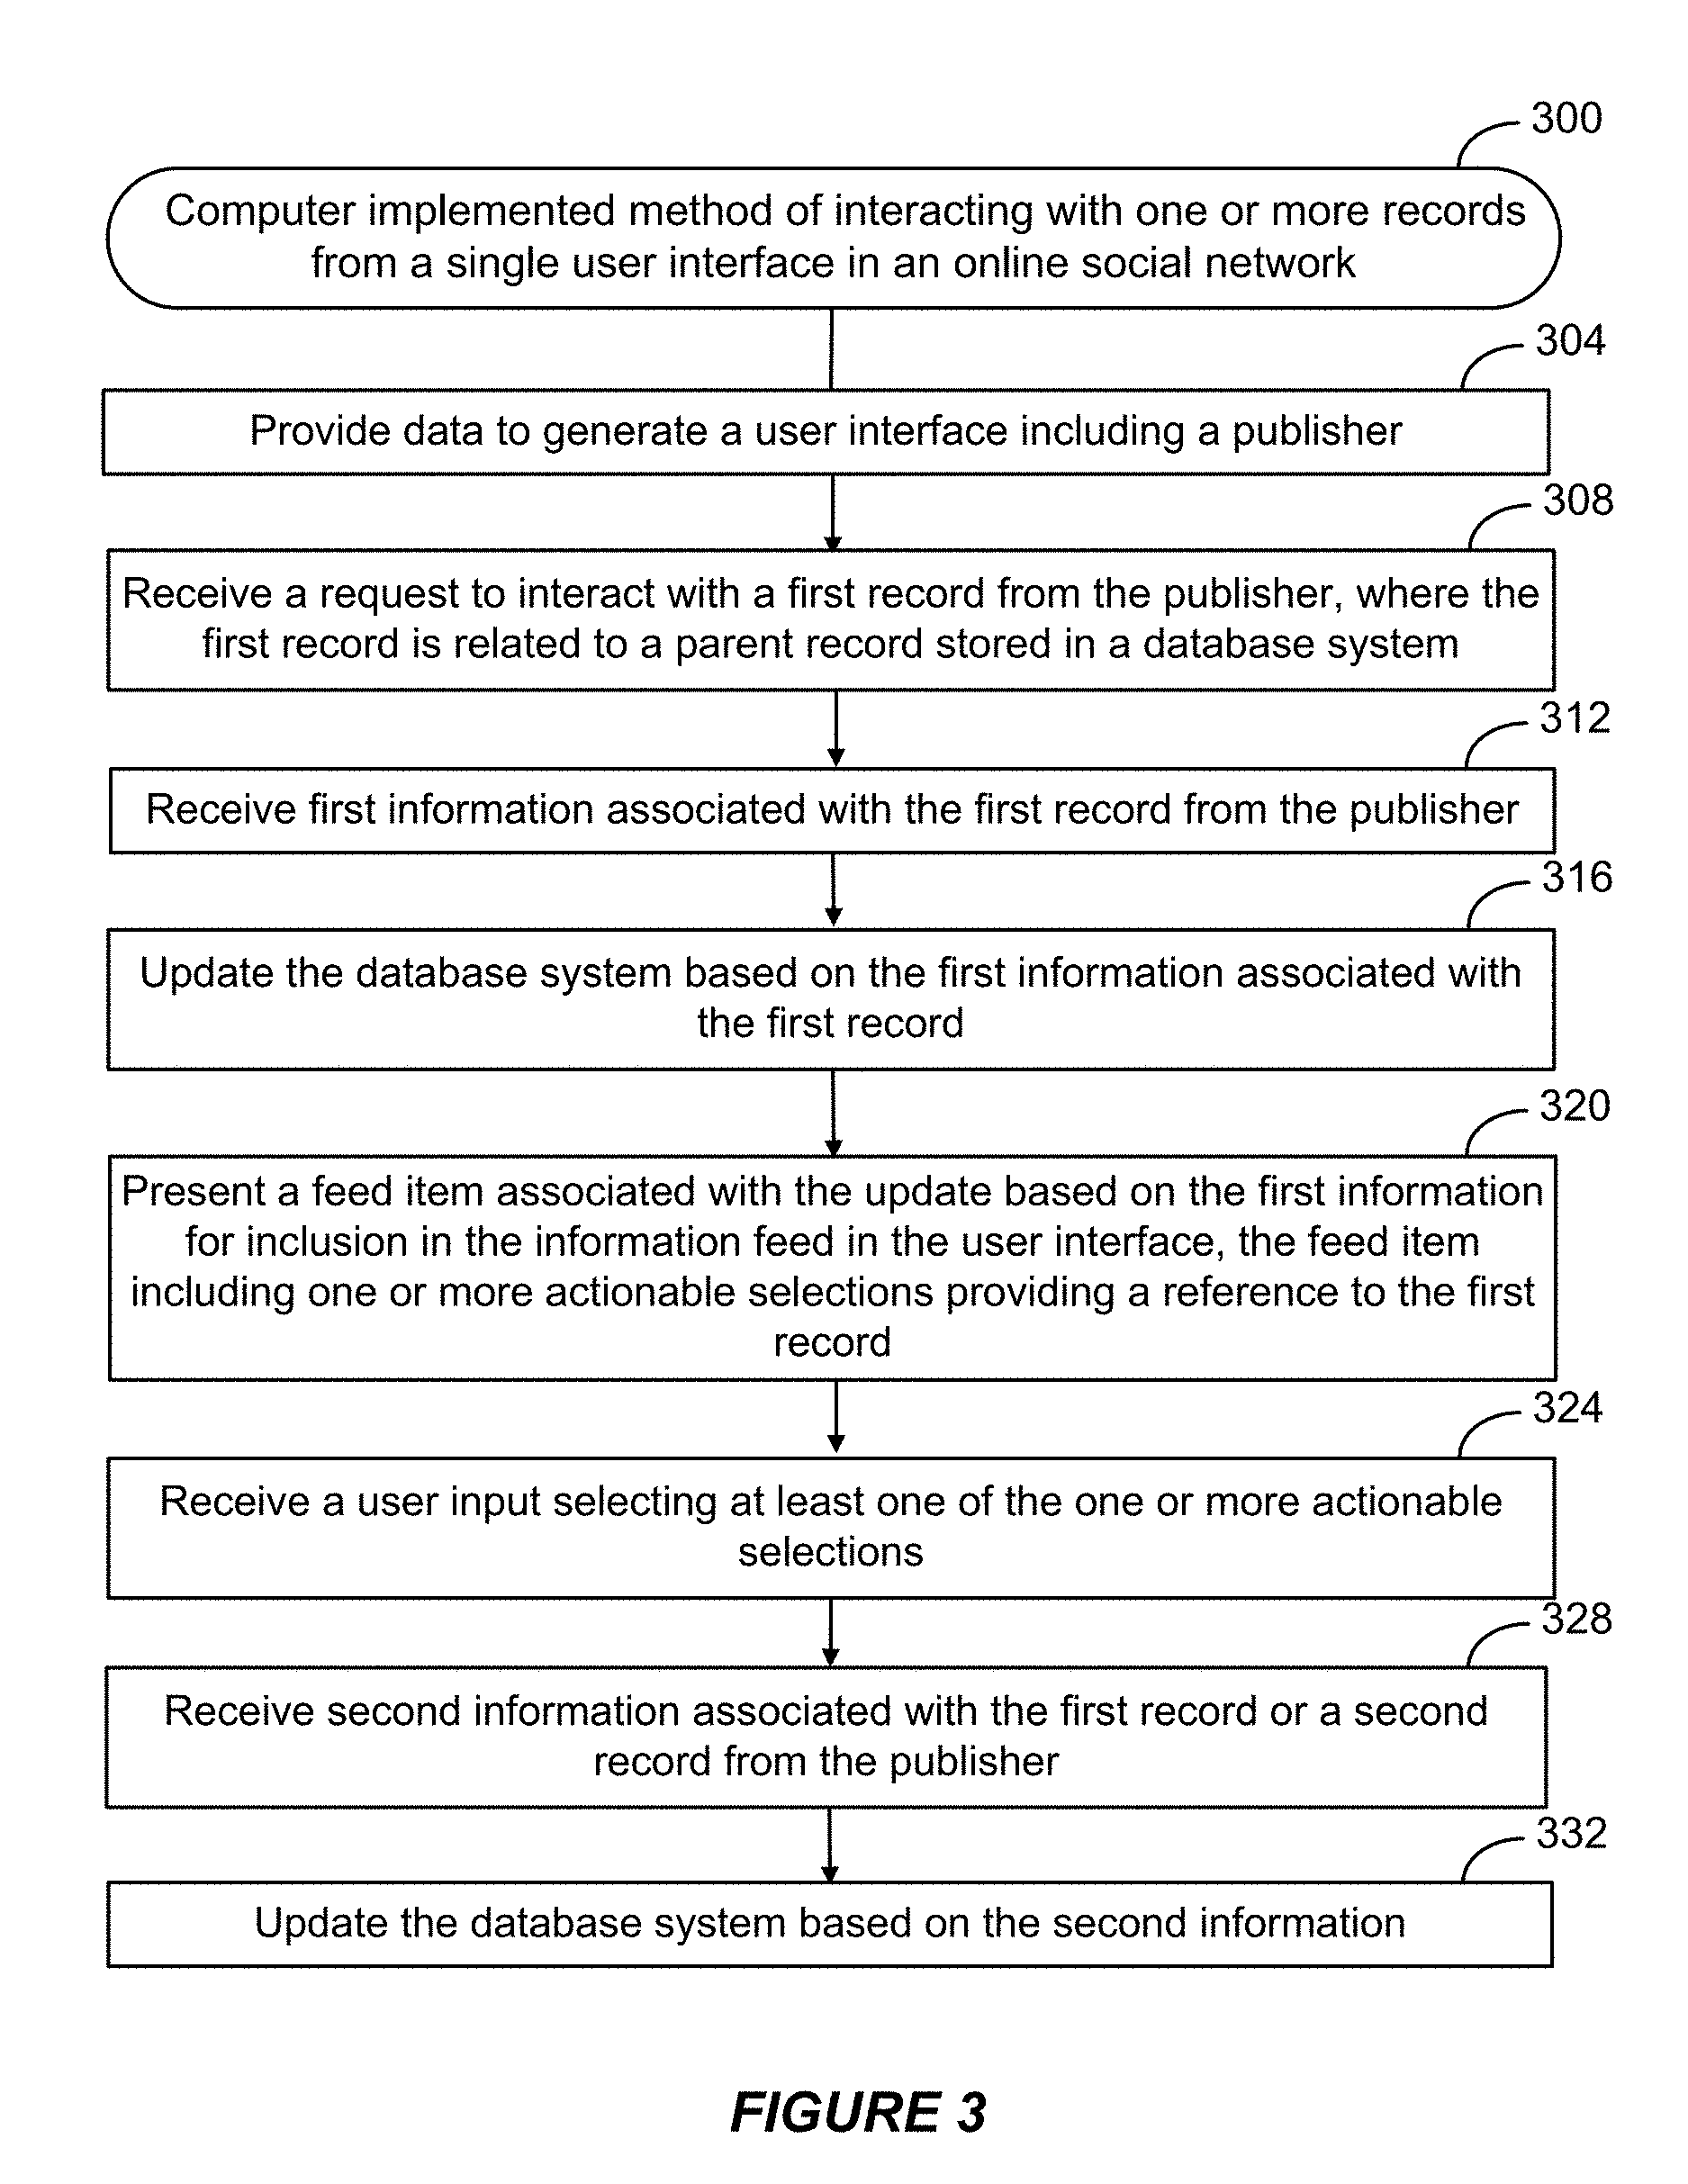 300
Computer implemented method of interacting with one or more records
from a single user interface in an online social network
304
Provide data to generate a user interface including a publisher
308
Receive a request to interact with a first record from the publisher, where the
first record is related to a parent record stored in a database system
312
Receive first information associated with the first record from the publisher
316
Update the database system based on the first information associated with
the first record
320
Present a feed item associated with the update based on the first information
for inclusion in the information feed in the user interface, the feed item
including one or more actionable selections providing a reference to the first
record
324
Receive a user input selecting at least one of the one or more actionable
selections
328
Receive second information associated with the first record or a second
record from the publisher
332
Update the database system based on the second information
FIGURE 3